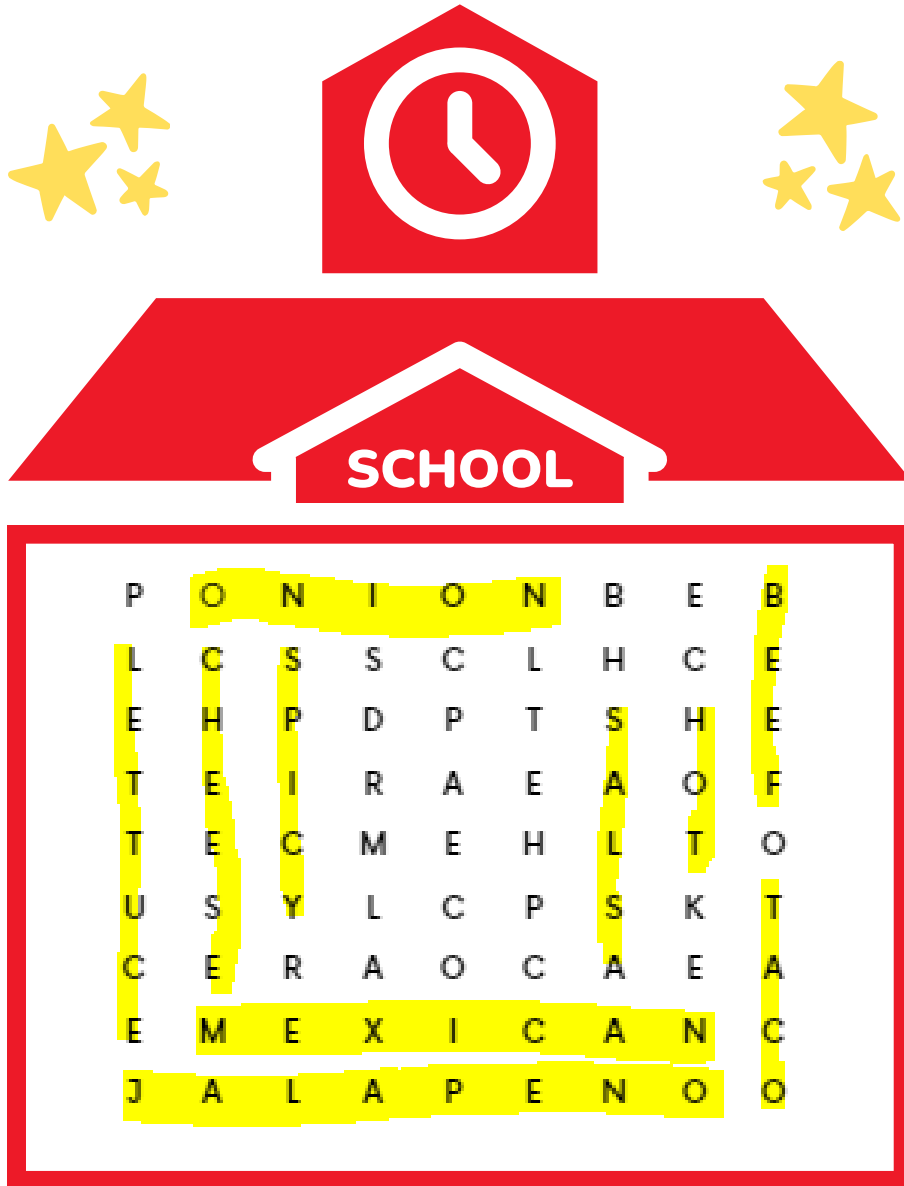 SCHOOL
P O N I O N B E B
L C S S C L H C E
E H P D P T S H E
T E I R A E A O F
T E C M E H L T O
U S Y L C P S K T
C E R A O C A E A
E M E X I C A N C
J A L A P E N O O